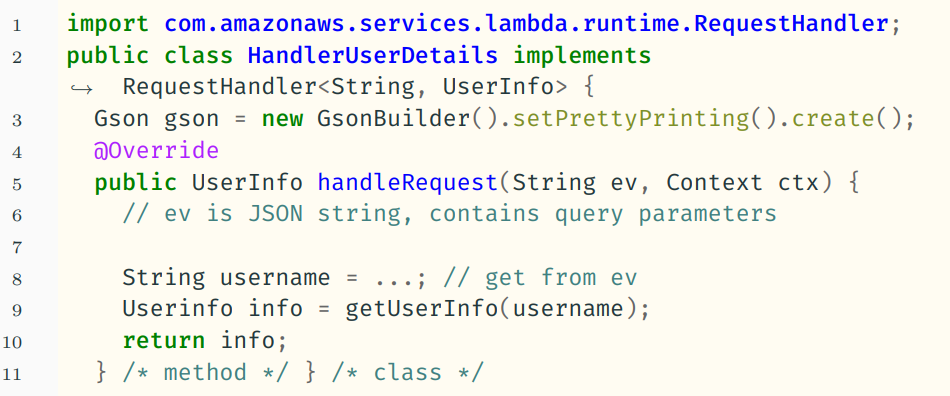 1 import com.amazonaws.services.lambda.runtime.RequestHandler;
2 public class HandlerUserDetails implements
↪ RequestHandler<String, UserInfo> {
3 Gson gson = new GsonBuilder().setPrettyPrinting().create();
4 @Override
5 public UserInfo handleRequest(String ev, Context ctx) {
6 // ev is JSON string, contains query parameters
7
8 String username = ...; // get from ev
9 Userinfo info = getUserInfo(username);
10 return info;
11 } /* method */ } /* class */